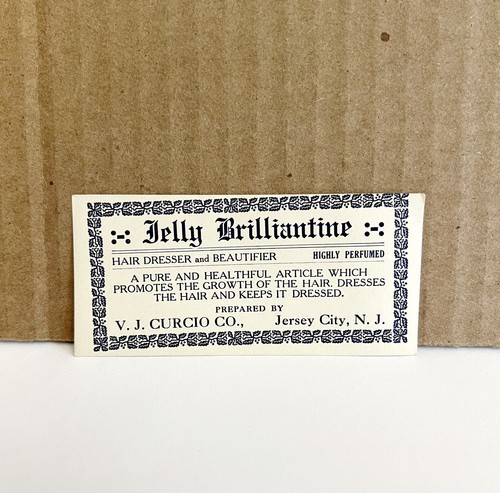 Jelly Brilliantine
HAIR DRESSER and BEAUTIFIER HIGHLY PERFUMED
A PURE AND HEALTHFUL ARTICLE WHICH
PROMOTES THE GROWTH OF THE HAIR. DRESSES
THE HAIR AND KEEPS IT DRESSED.
PREPARED BY
V. J. CURCIO CO., Jersey City, N. J.